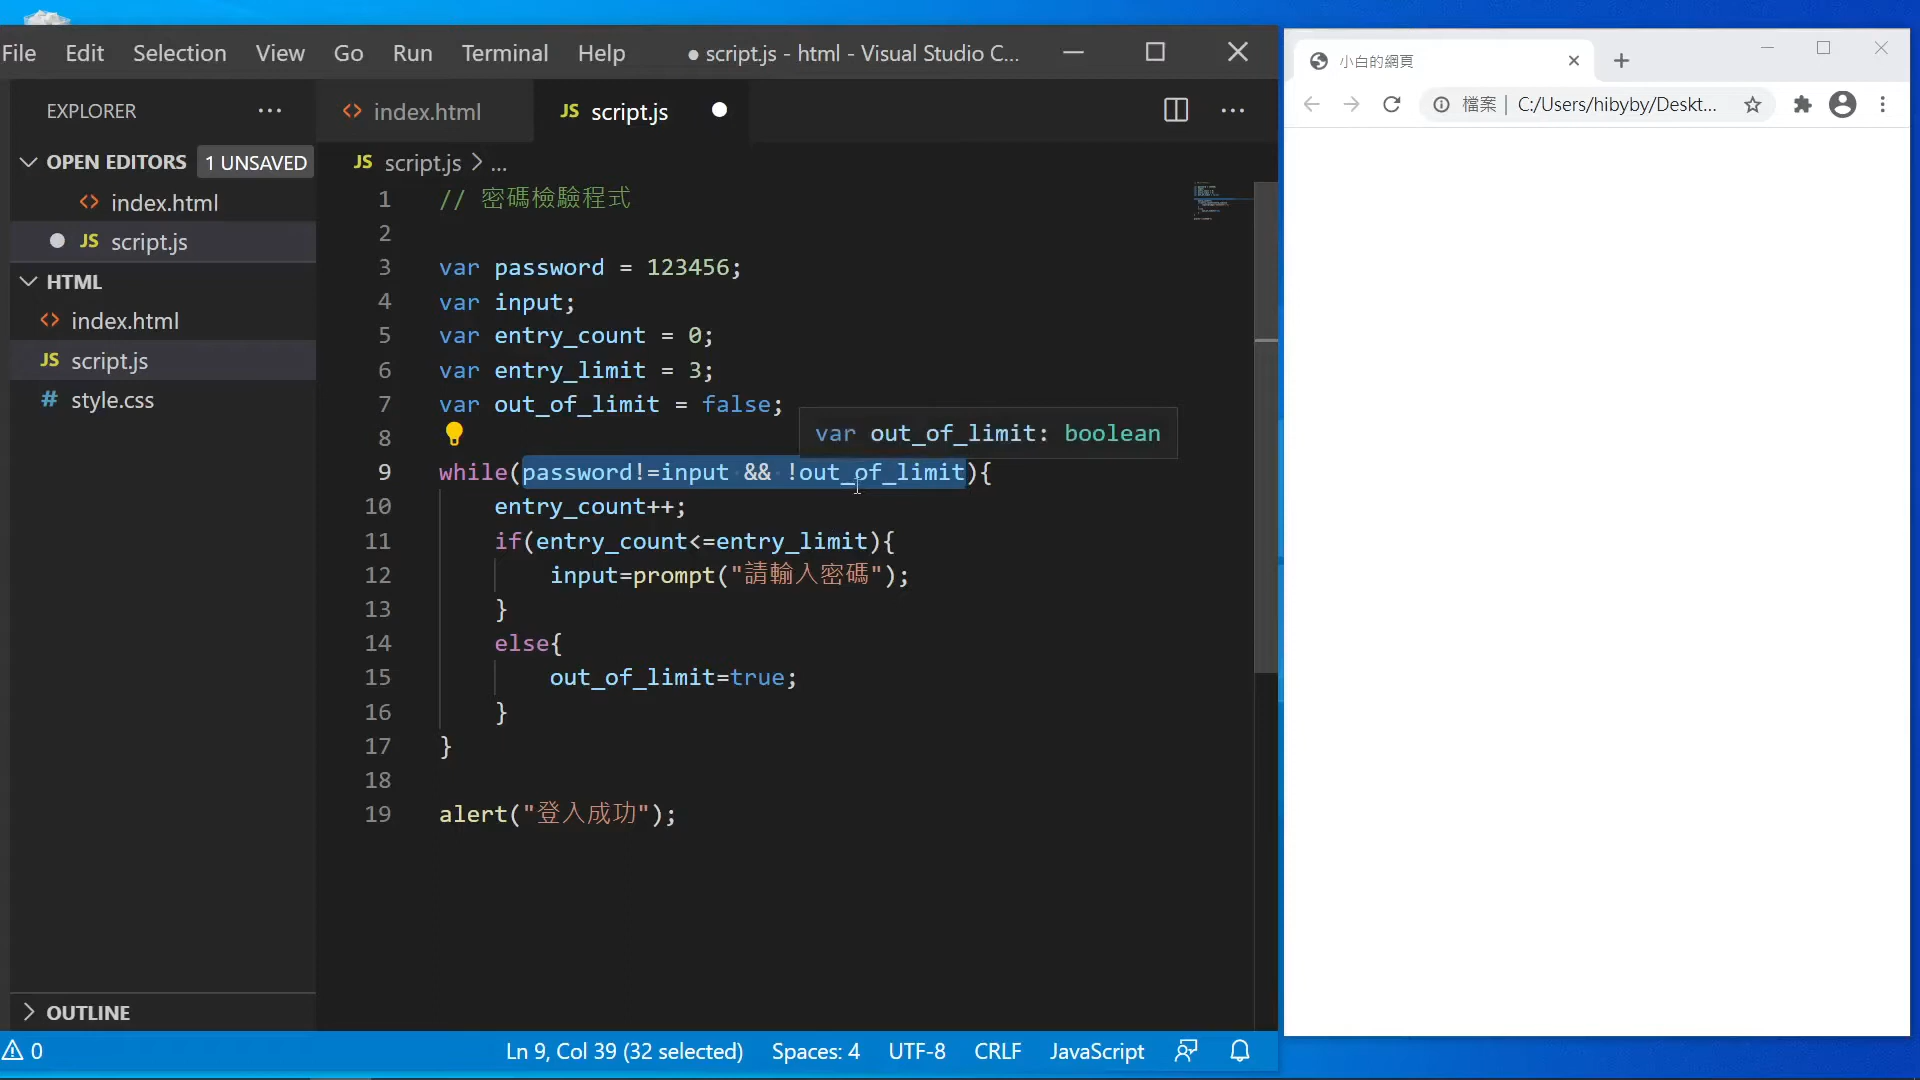 File Edit Selection View Go Run Terminal Help ● script.js - html - Visual Studio C...
EXPLORER
OPEN EDITORS 1 UNSAVED
index.html
script.js
HTML
index.html
script.js
style.css
OUTLINE
index.html
script.js
script.js > ...
1 // 密碼檢驗程式
2
3 var password = 123456;
4 var input;
5 var entry_count = 0;
6 var entry_limit = 3;
7 var out_of_limit = false;
8
var out_of_limit: boolean
9 while(password!=input && !out_of_limit){
10 entry_count++;
11 if(entry_count<=entry_limit){
12 input=prompt("請輸入密碼");
13 }
14 else{
15 out_of_limit=true;
16 }
17 }
18
19 alert("登入成功");
0 Ln 9, Col 39 (32 selected) Spaces: 4 UTF-8 CRLF JavaScript
小白的網頁
檔案 | C:/Users/hibyby/Deskt...